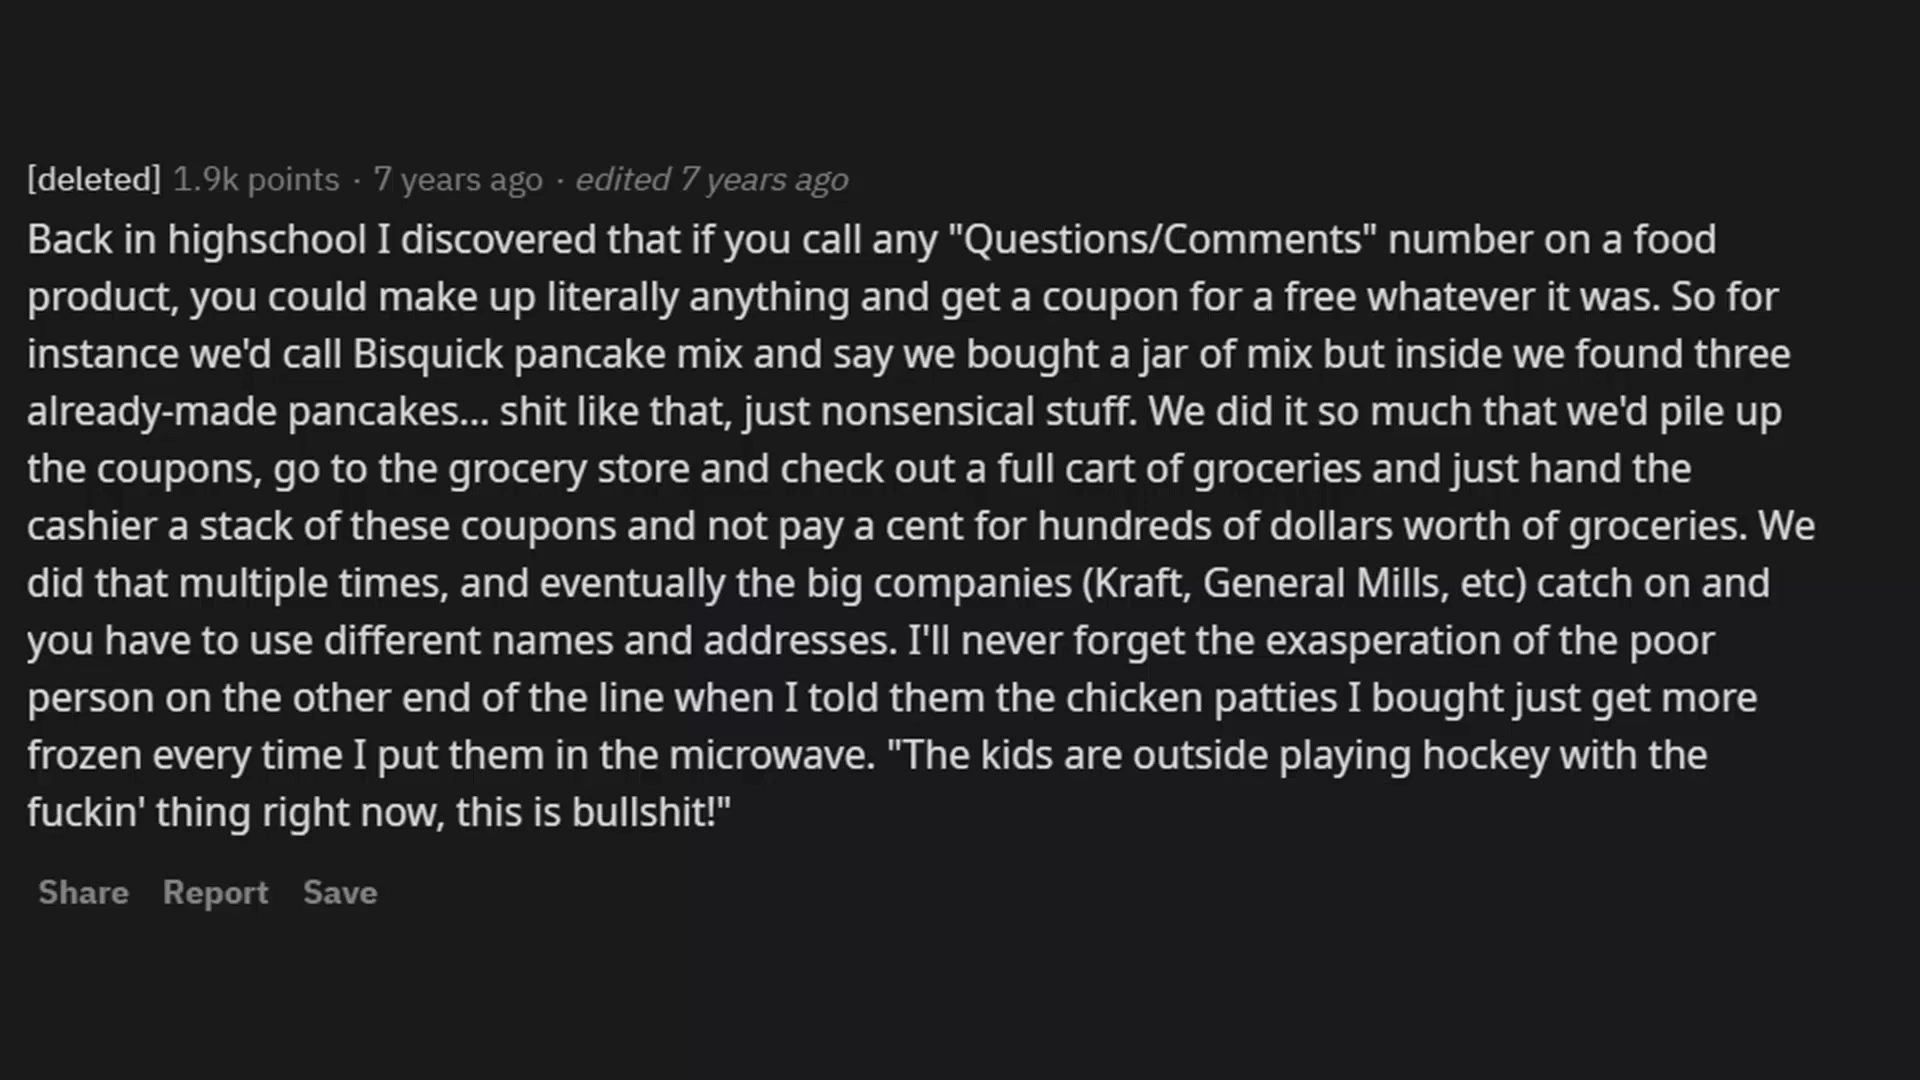 [deleted] 1.9k points · 7 years ago · edited 7 years ago
Back in highschool I discovered that if you call any "Questions/Comments" number on a food
product, you could make up literally anything and get a coupon for a free whatever it was. So for
instance we'd call Bisquick pancake mix and say we bought a jar of mix but inside we found three
already-made pancakes... shit like that, just nonsensical stuff. We did it so much that we'd pile up
the coupons, go to the grocery store and check out a full cart of groceries and just hand the
cashier a stack of these coupons and not pay a cent for hundreds of dollars worth of groceries. We
did that multiple times, and eventually the big companies (Kraft, General Mills, etc) catch on and
you have to use different names and addresses. I'll never forget the exasperation of the poor
person on the other end of the line when I told them the chicken patties I bought just get more
frozen every time I put them in the microwave. "The kids are outside playing hockey with the
fuckin' thing right now, this is bullshit!"
Share Report Save